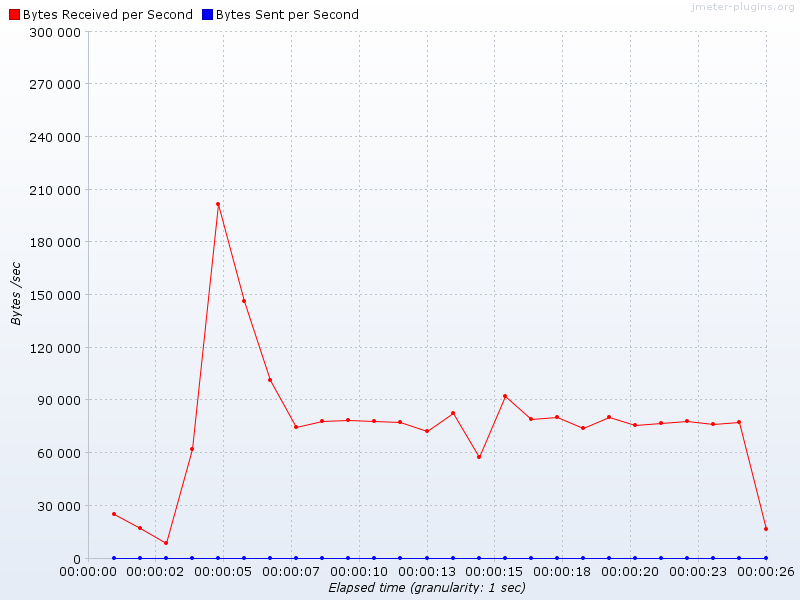 jmeter-plugins.org
Bytes Received per Second Bytes Sent per Second
300 000
270 000
240 000
210 000
180 000
150 000
120 000
90 000
60 000
30 000
0
Bytes /sec
00:00:00 00:00:02 00:00:05 00:00:07 00:00:10 00:00:13 00:00:15 00:00:18 00:00:20 00:00:23 00:00:26
Elapsed time (granularity: 1 sec)